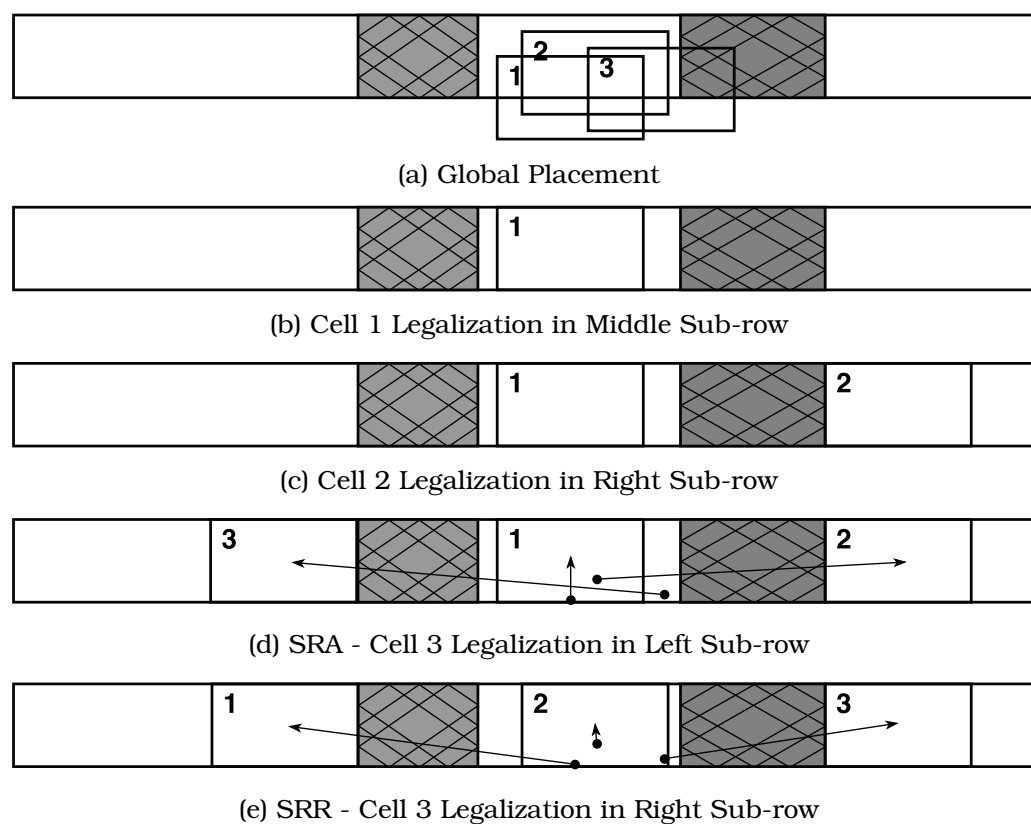 2
3
1
(a) Global Placement
1
(b) Cell 1 Legalization in Middle Sub-row
1 2
(c) Cell 2 Legalization in Right Sub-row
3 1 2
(d) SRA - Cell 3 Legalization in Left Sub-row
1 2 3
(e) SRR - Cell 3 Legalization in Right Sub-row